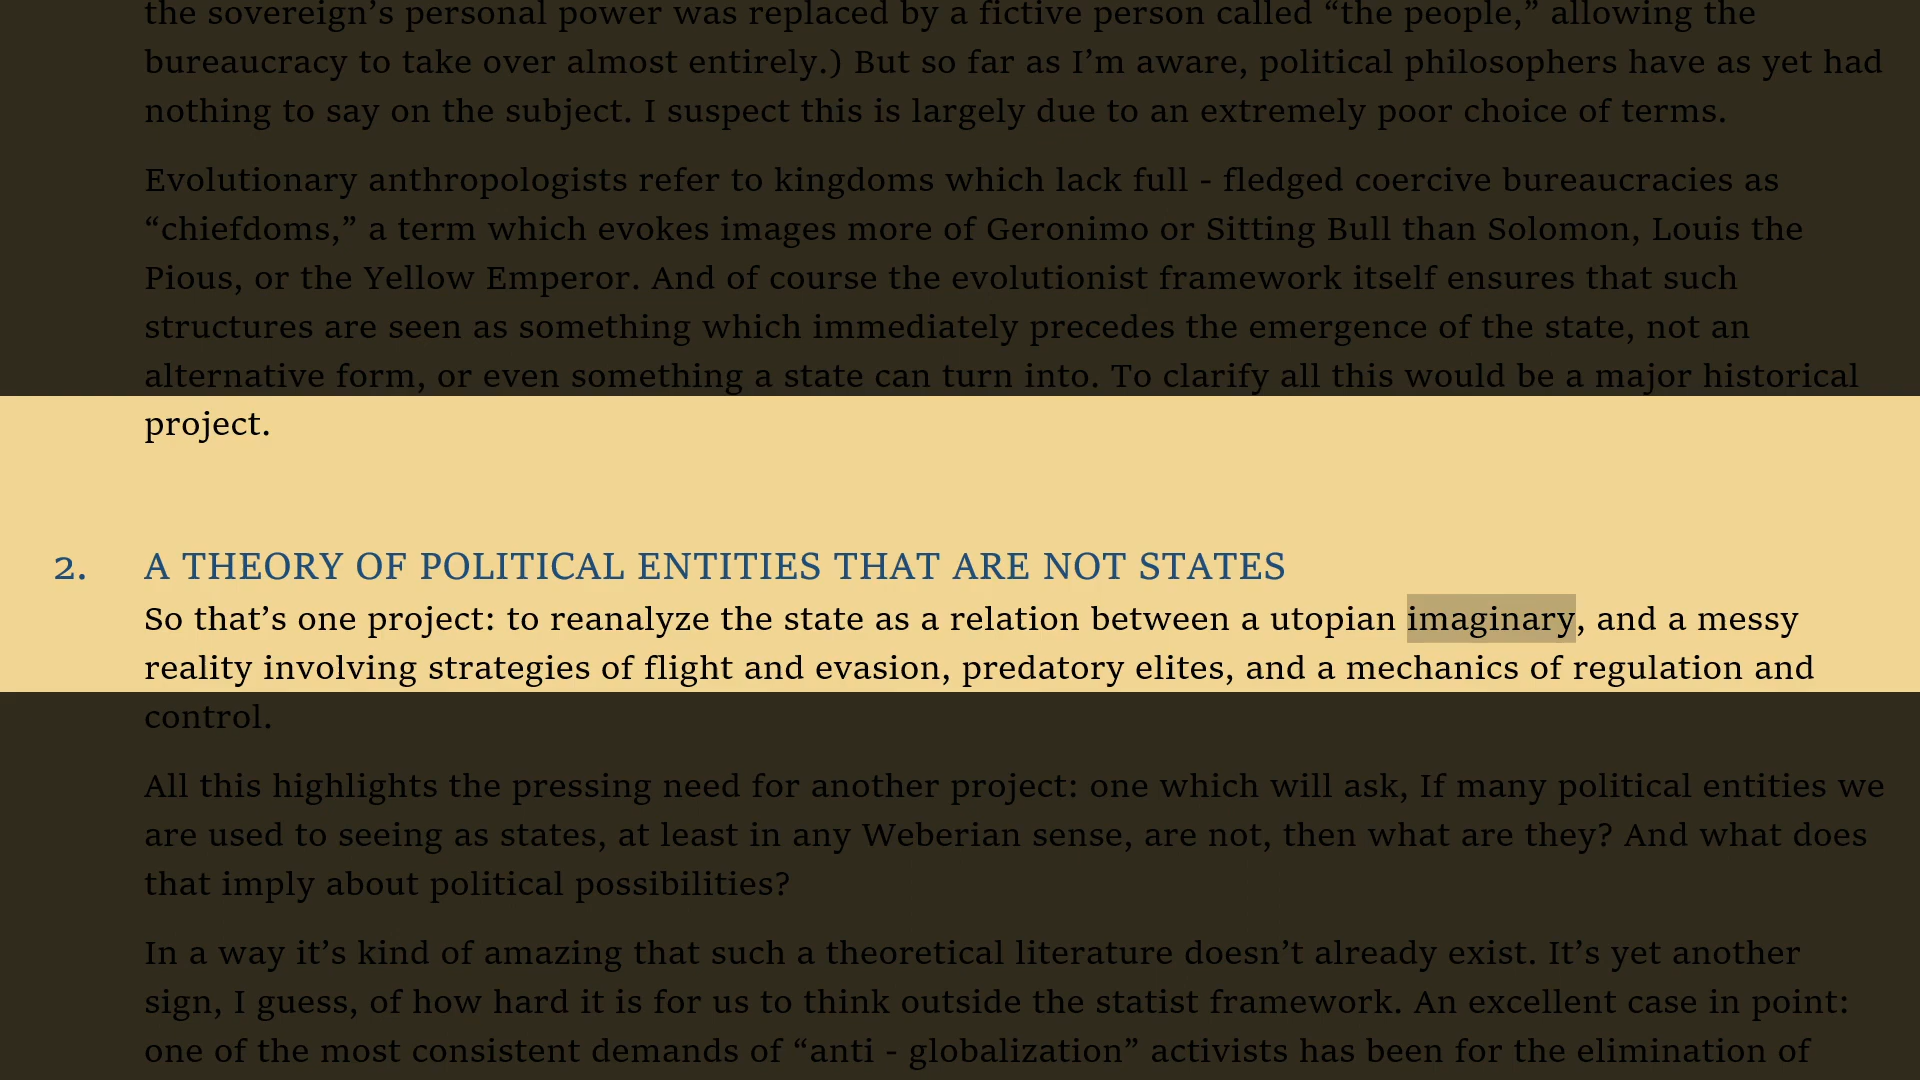 the sovereign’s personal power was replaced by a fictive person called “the people,” allowing the
bureaucracy to take over almost entirely.) But so far as I’m aware, political philosophers have as yet had
nothing to say on the subject. I suspect this is largely due to an extremely poor choice of terms.
Evolutionary anthropologists refer to kingdoms which lack full - fledged coercive bureaucracies as
“chiefdoms,” a term which evokes images more of Geronimo or Sitting Bull than Solomon, Louis the
Pious, or the Yellow Emperor. And of course the evolutionist framework itself ensures that such
structures are seen as something which immediately precedes the emergence of the state, not an
alternative form, or even something a state can turn into. To clarify all this would be a major historical
project.
2. A THEORY OF POLITICAL ENTITIES THAT ARE NOT STATES
So that’s one project: to reanalyze the state as a relation between a utopian imaginary, and a messy
reality involving strategies of flight and evasion, predatory elites, and a mechanics of regulation and
control.
All this highlights the pressing need for another project: one which will ask, If many political entities we
are used to seeing as states, at least in any Weberian sense, are not, then what are they? And what does
that imply about political possibilities?
In a way it’s kind of amazing that such a theoretical literature doesn’t already exist. It’s yet another
sign, I guess, of how hard it is for us to think outside the statist framework. An excellent case in point:
one of the most consistent demands of “anti - globalization” activists has been for the elimination of